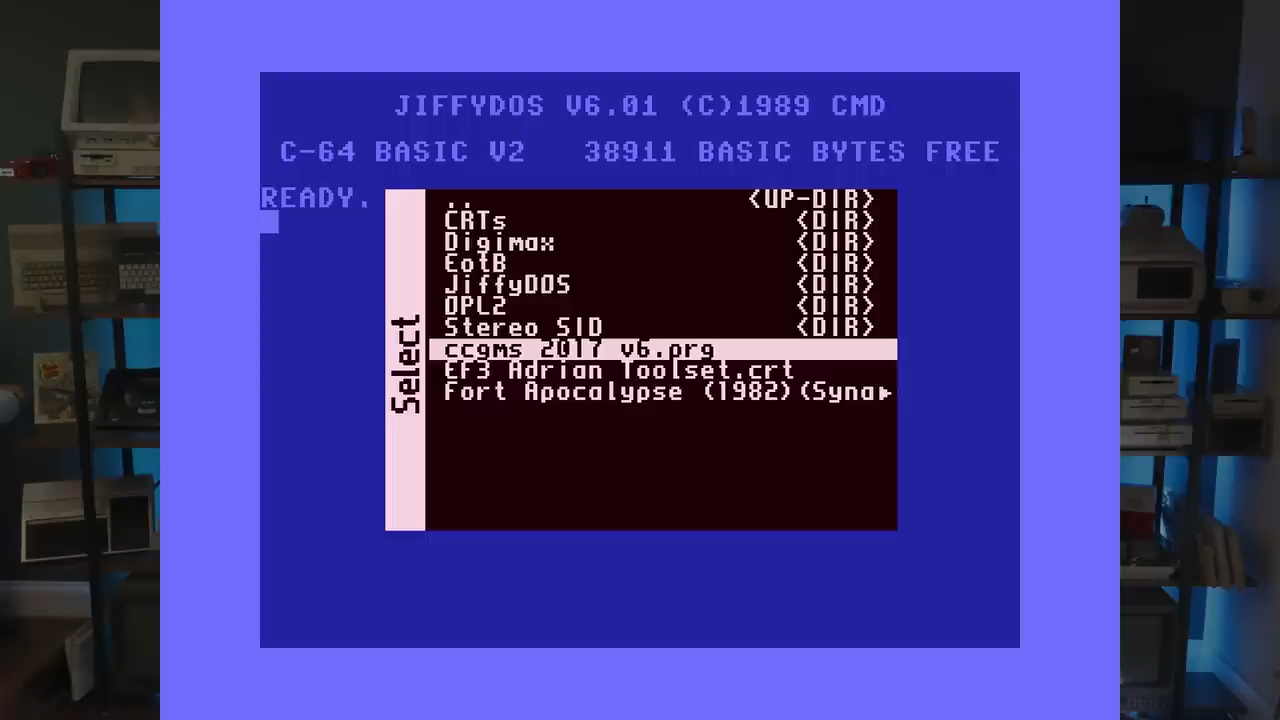 JIFFYDOS V6.01 (C)1989 CMD
C-64 BASIC V2 38911 BASIC BYTES FREE
READY.
Select
.. <UP-DIR>
CRTs <DIR>
Digimax <DIR>
EotB <DIR>
JiffyDOS <DIR>
OPL2 <DIR>
Stereo SID <DIR>
ccgms 2017 v6.prg
EF3 Adrian Toolset.crt
Fort Apocalypse (1982)(Syna▶